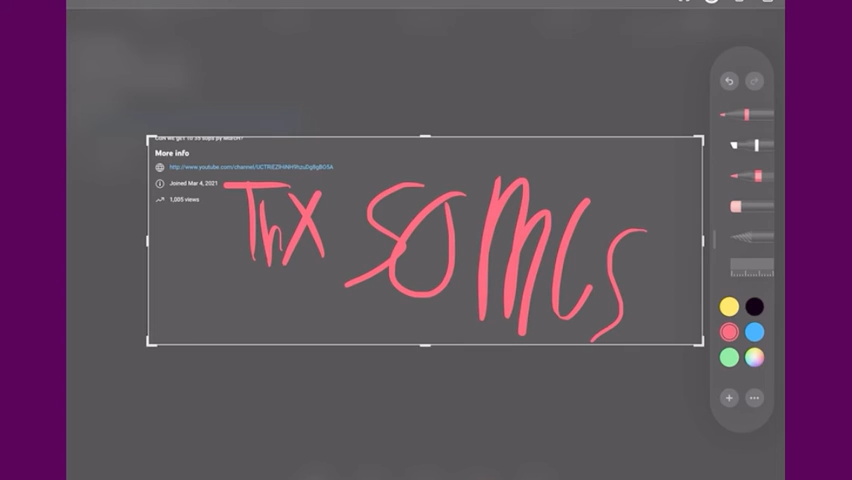 More info
Joined Mar 4, 2021
1,005 views
ThX SO MCS